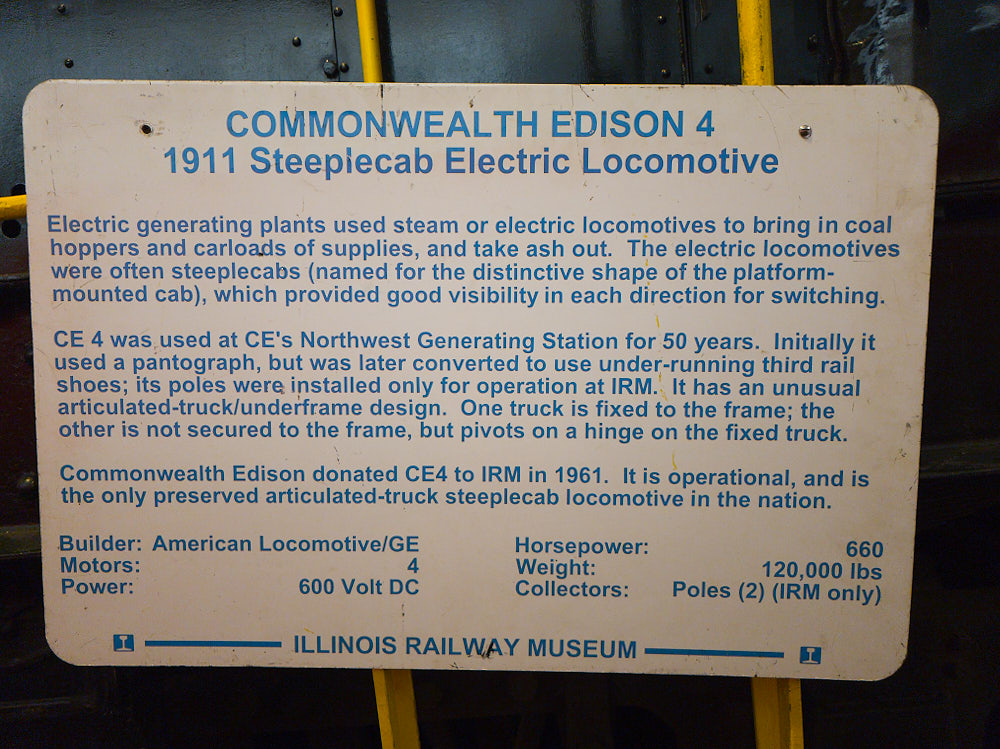 COMMONWEALTH EDISON 4
1911 Steeplecab Electric Locomotive
Electric generating plants used steam or electric locomotives to bring in coal
hoppers and carloads of supplies, and take ash out. The electric locomotives
were often steeplecabs (named for the distinctive shape of the platform-
mounted cab), which provided good visibility in each direction for switching.
CE 4 was used at CE's Northwest Generating Station for 50 years. Initially it
used a pantograph, but was later converted to use under-running third rail
shoes; its poles were installed only for operation at IRM. It has an unusual
articulated-truck/underframe design. One truck is fixed to the frame; the
other is not secured to the frame, but pivots on a hinge on the fixed truck.
Commonwealth Edison donated CE4 to IRM in 1961. It is operational, and is
the only preserved articulated-truck steeplecab locomotive in the nation.
Builder: American Locomotive/GE
Motors: 4
Power: 600 Volt DC
Horsepower: 660
Weight: 120,000 lbs
Collectors: Poles (2) (IRM only)
ILLINOIS RAILWAY MUSEUM